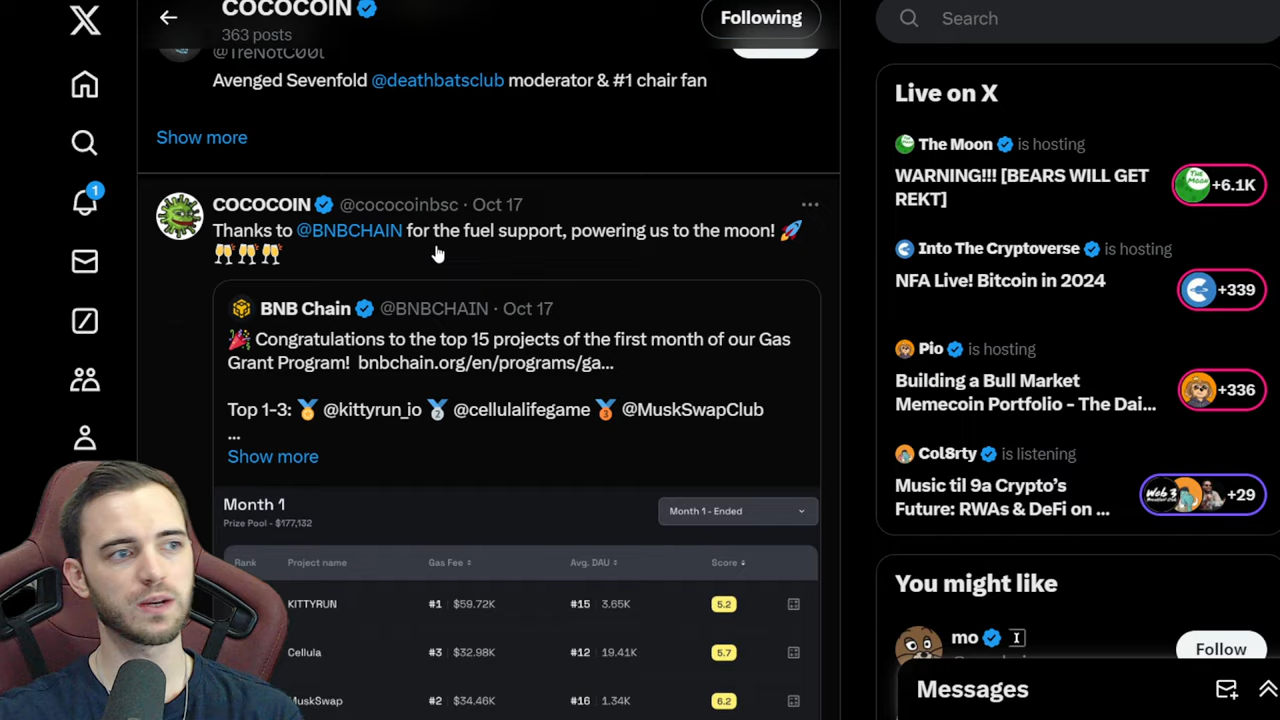 COCOCOIN
363 posts
Following
Search
@TreNotC00l
Avenged Sevenfold @deathbatsclub moderator & #1 chair fan
Show more
COCOCOIN @cococoinbsc · Oct 17
Thanks to @BNBCHAIN for the fuel support, powering us to the moon! 🚀
🥂🥂🥂
BNB Chain @BNBCHAIN · Oct 17
🎉 Congratulations to the top 15 projects of the first month of our Gas
Grant Program! bnbchain.org/en/programs/ga...
Top 1-3: 🥇 @kittyrun_io 🥈 @cellulalifegame 🥉 @MuskSwapClub
...
Show more
Month 1
Prize Pool - $177,132
Month 1 - Ended
Rank Project name Gas Fee Avg. DAU Score
KITTYRUN #1 $59.72K #15 3.65K 5.2
Cellula #3 $32.98K #12 19.41K 5.7
MuskSwap #2 $34.46K #16 1.34K 6.2
1
Live on X
The Moon is hosting
WARNING!!! [BEARS WILL GET
REKT]
+6.1K
Into The Cryptoverse is hosting
NFA Live! Bitcoin in 2024
+339
Pio is hosting
Building a Bull Market
Memecoin Portfolio - The Dai...
+336
Col8rty is listening
Music til 9a Crypto's
Future: RWAs & DeFi on ...
+29
You might like
mo
Follow
Messages